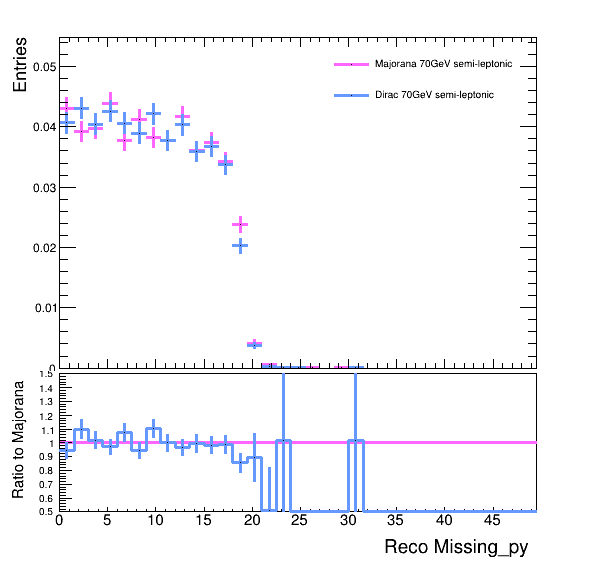 Entries
0.05
0.04
0.03
0.02
0.01
0
Majorana 70GeV semi-leptonic
Dirac 70GeV semi-leptonic
Ratio to Majorana
1.5
1.4
1.3
1.2
1.1
1
0.9
0.8
0.7
0.6
0.5
0 5 10 15 20 25 30 35 40 45
Reco Missing_py